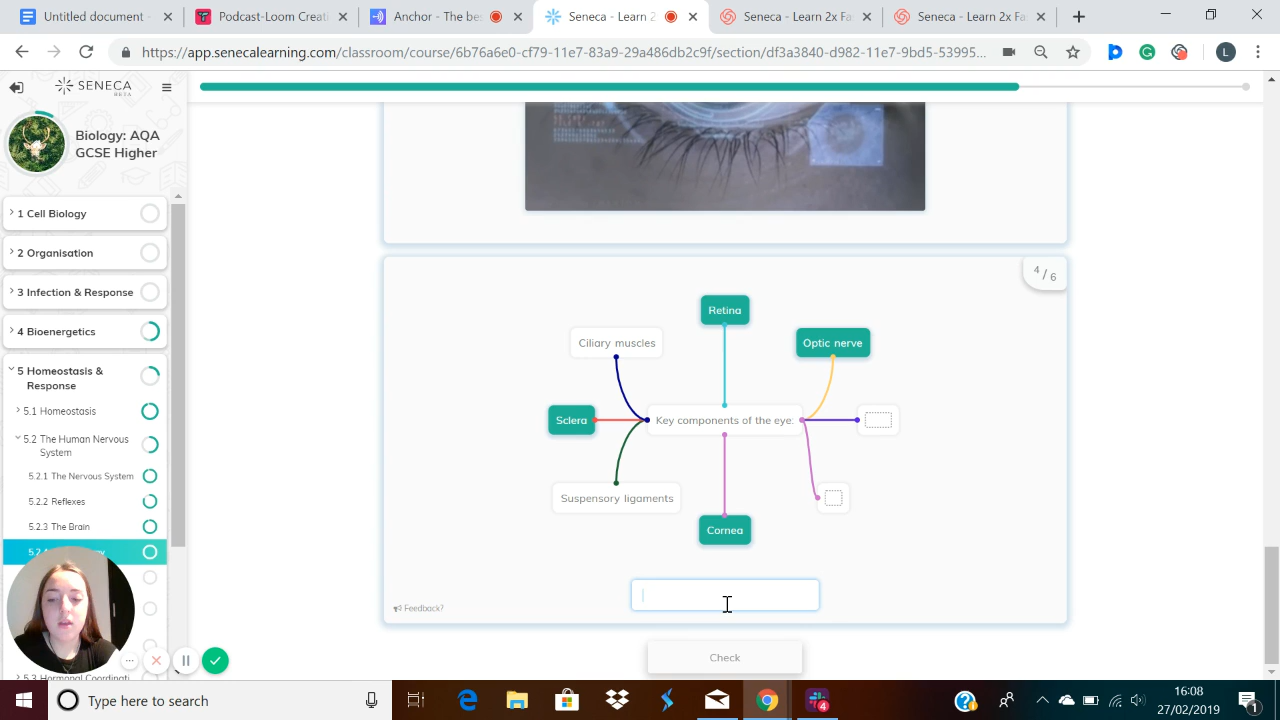 Untitled document
Podcast-Loom Creati
Anchor - The bes
Seneca - Learn 2
Seneca - Learn 2x Fa
Seneca - Learn 2x Fa
https://app.senecalearning.com/classroom/course/6b76a6e0-cf79-11e7-83a9-29a486db2c9f/section/df3a3840-d982-11e7-9bd5-53995...
L
SENECA
BETA
Biology: AQA
GCSE Higher
1 Cell Biology
2 Organisation
3 Infection & Response
4 Bioenergetics
5 Homeostasis &
Response
5.1 Homeostasis
5.2 The Human Nervous
System
5.2.1 The Nervous System
5.2.2 Reflexes
5.2.3 The Brain
4 / 6
Retina
Ciliary muscles
Optic nerve
Sclera
Key components of the eye:
Suspensory ligaments
Cornea
Feedback?
Check
Type here to search
4
16:08
27/02/2019
1